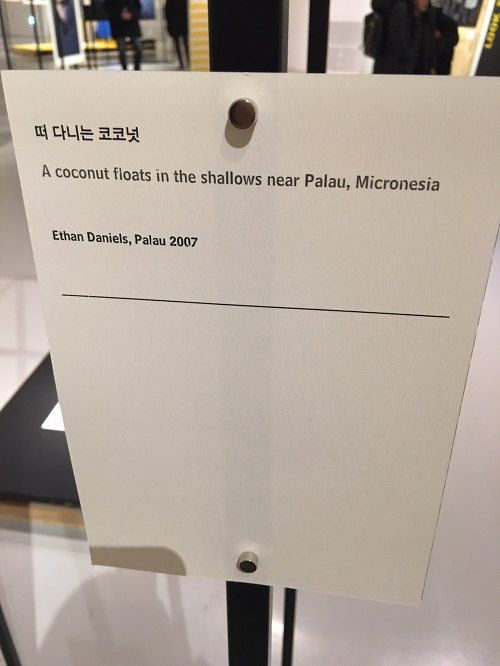 떠 다니는 코코넛
A coconut floats in the shallows near Palau, Micronesia
Ethan Daniels, Palau 2007